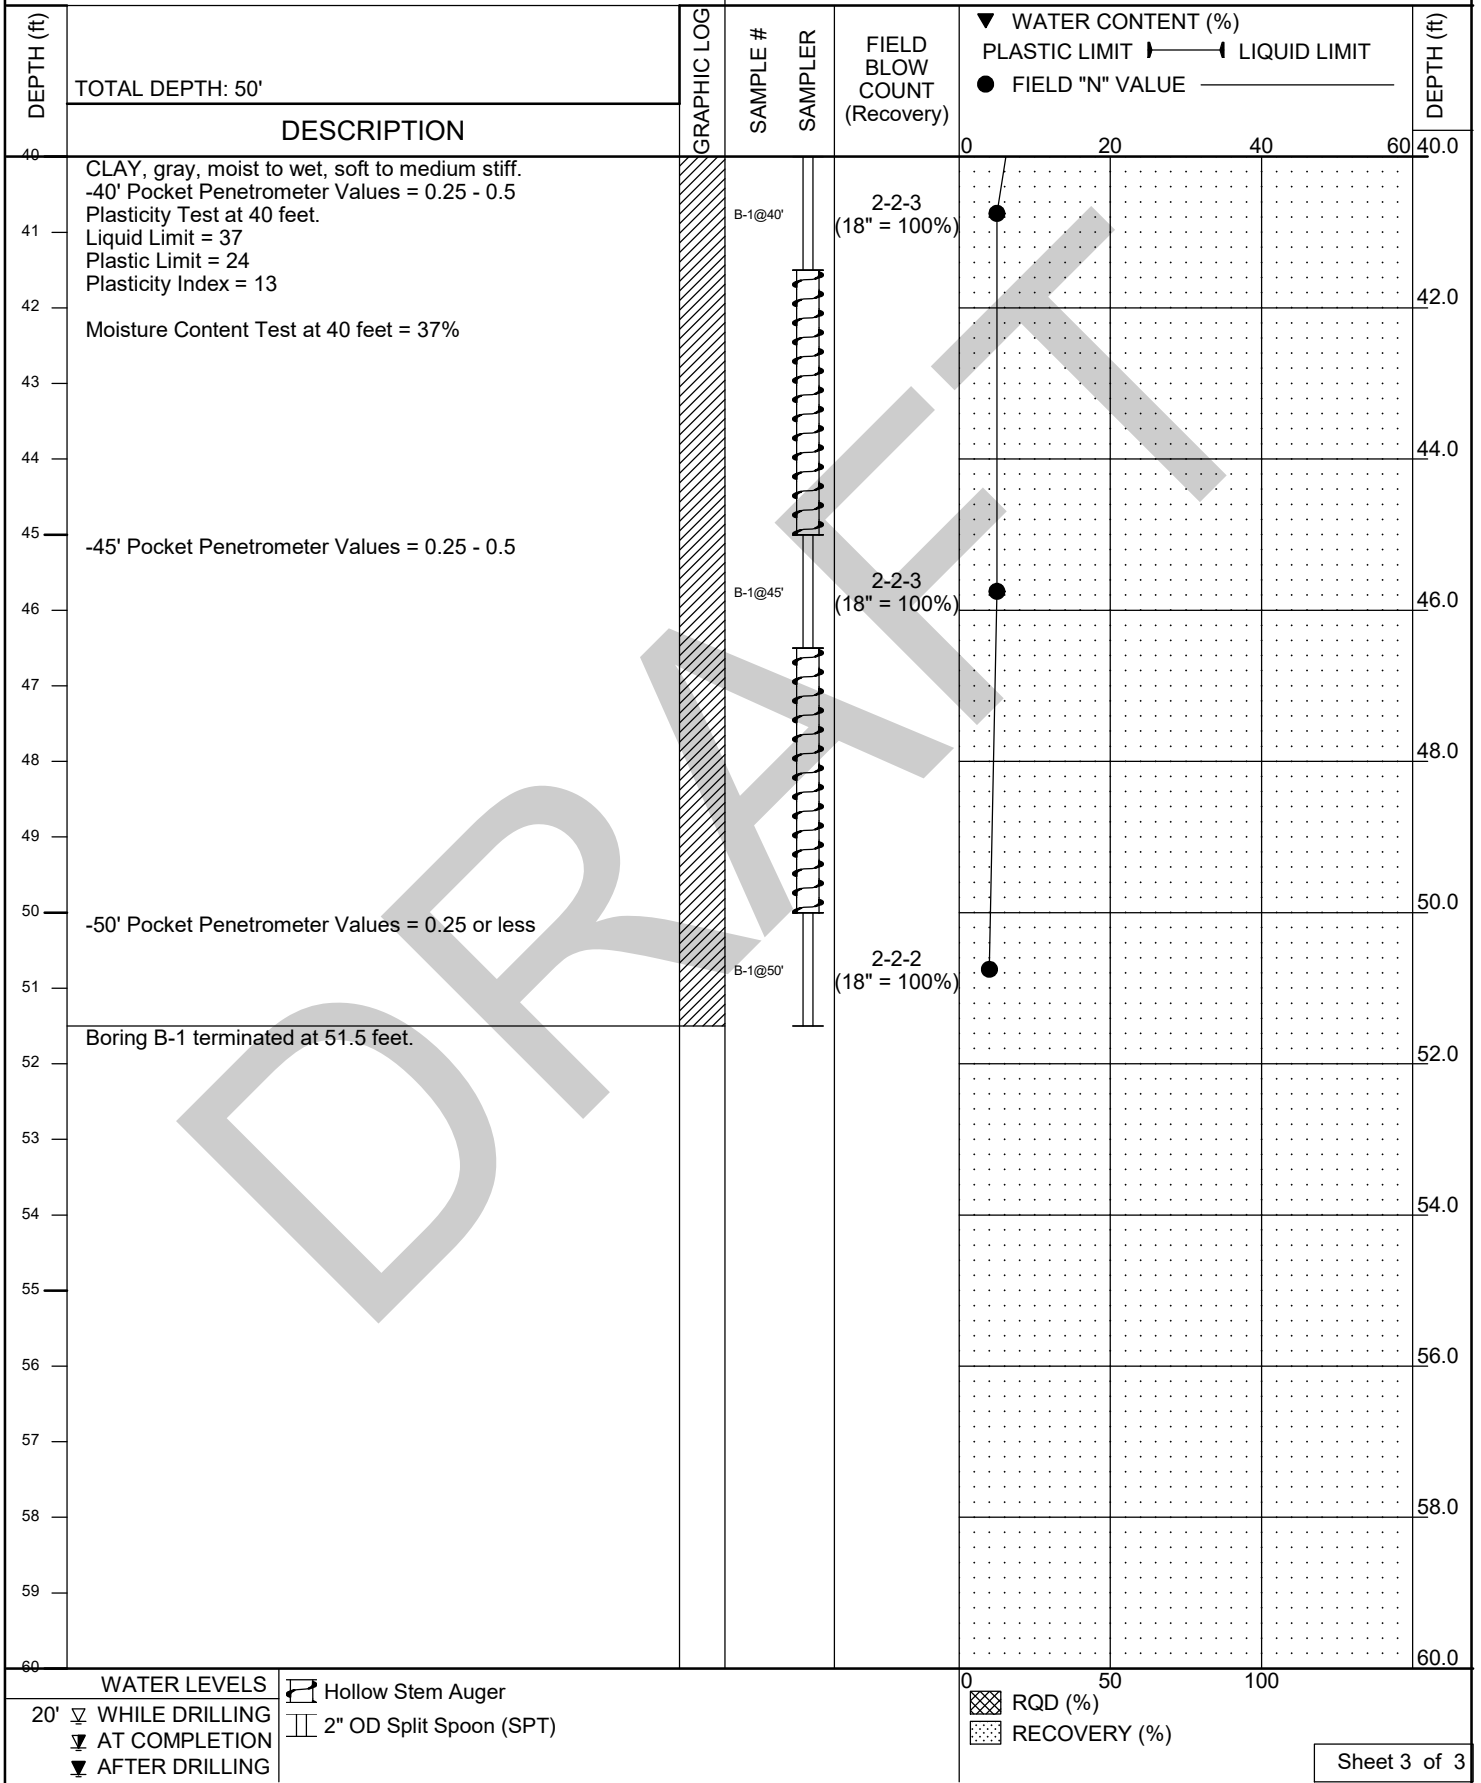 DEPTH (ft)
TOTAL DEPTH: 50'
DESCRIPTION
GRAPHIC LOG
SAMPLE #
SAMPLER
FIELD
BLOW
COUNT
(Recovery)
▼ WATER CONTENT (%)
PLASTIC LIMIT LIQUID LIMIT
● FIELD "N" VALUE
0 20 40 60
DEPTH (ft)
40 40.0
CLAY, gray, moist to wet, soft to medium stiff.
-40' Pocket Penetrometer Values = 0.25 - 0.5
Plasticity Test at 40 feet.
Liquid Limit = 37
Plastic Limit = 24
Plasticity Index = 13
Moisture Content Test at 40 feet = 37%
B-1@40'
2-2-3
(18" = 100%)
41
42 42.0
43
44 44.0
45
-45' Pocket Penetrometer Values = 0.25 - 0.5
B-1@45'
2-2-3
(18" = 100%)
46 46.0
47
48 48.0
49
50 50.0
-50' Pocket Penetrometer Values = 0.25 or less
B-1@50'
2-2-2
(18" = 100%)
51
Boring B-1 terminated at 51.5 feet.
52 52.0
53
54 54.0
55
56 56.0
57
58 58.0
59
60 60.0
DRAFT
WATER LEVELS
20' WHILE DRILLING
AT COMPLETION
AFTER DRILLING
Hollow Stem Auger
2" OD Split Spoon (SPT)
0 50 100
RQD (%)
RECOVERY (%)
Sheet 3 of 3